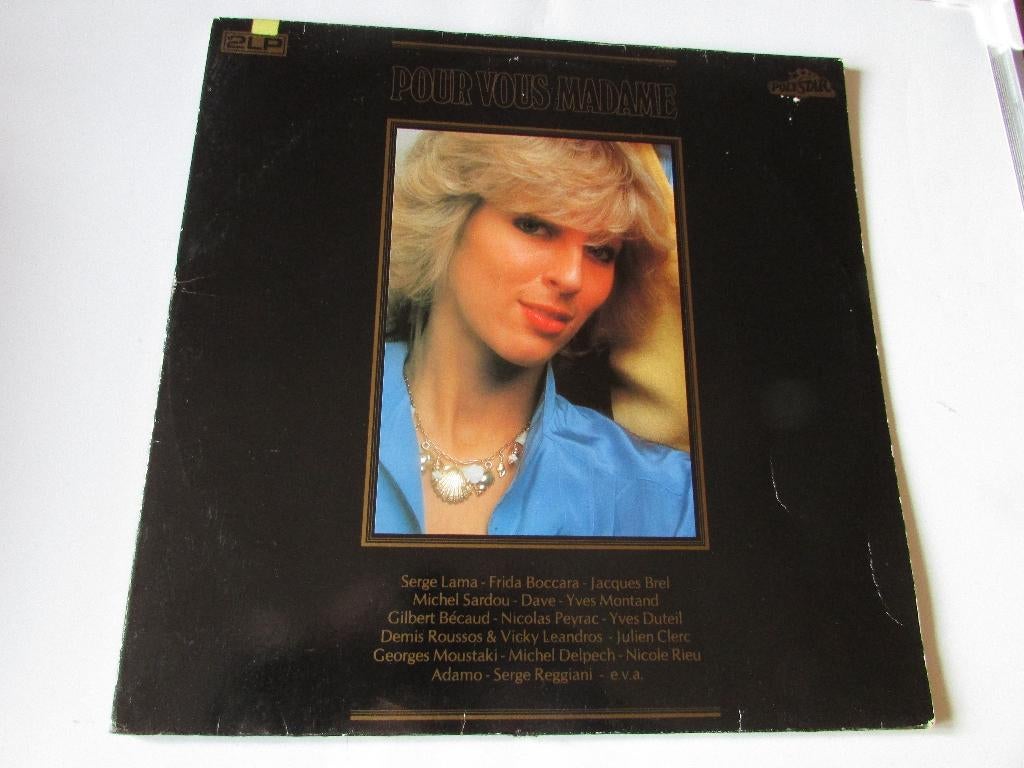 2LP
POUR VOUS MADAME
POLYSTAR
Serge Lama - Frida Boccara - Jacques Brel
Michel Sardou - Dave - Yves Montand
Gilbert Bécaud - Nicolas Peyrac - Yves Duteil
Demis Roussos & Vicky Leandros - Julien Clerc
Georges Moustaki - Michel Delpech - Nicole Rieu
Adamo - Serge Reggiani - e.v.a.